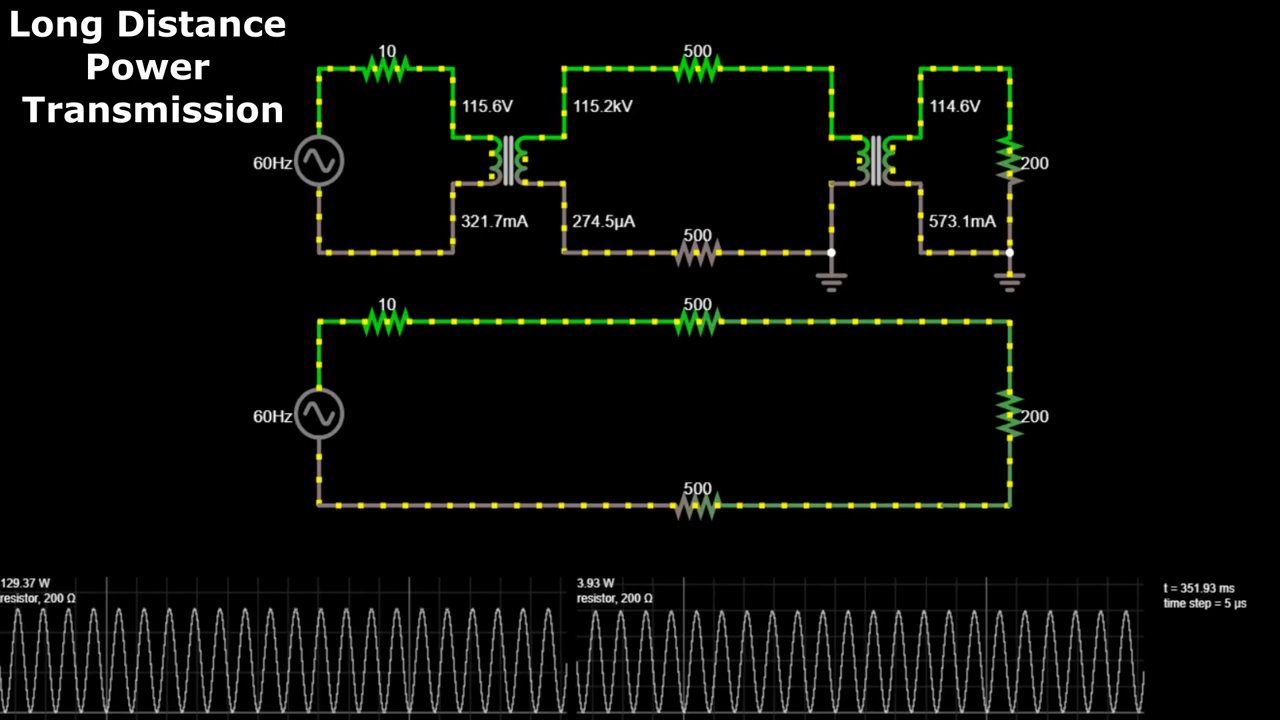 Long Distance
Power
Transmission
10
500
115.6V
115.2kV
114.6V
60Hz
200
321.7mA
274.5µA
573.1mA
500
10
500
60Hz
200
500
129.37 W
resistor, 200 Ω
3.93 W
resistor, 200 Ω
t = 351.93 ms
time step = 5 µs